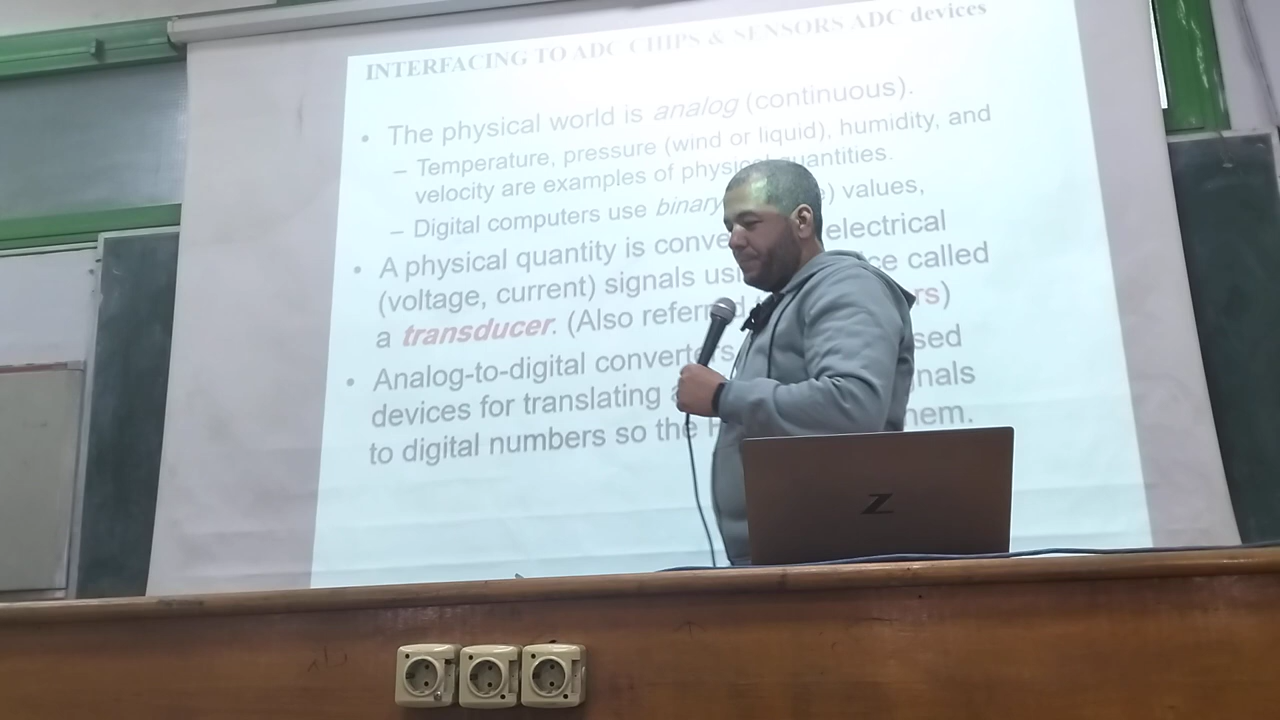 INTERFACING TO ADC CHIPS & SENSORS ADC devices
• The physical world is analog (continuous).
– Temperature, pressure (wind or liquid), humidity, and
velocity are examples of physical quantities.
– Digital computers use binary e) values,
• A physical quantity is conve electrical
(voltage, current) signals usi ce called
a transducer. (Also referred rs)
• Analog-to-digital converters sed
devices for translating a gnals
to digital numbers so the P hem.
Z